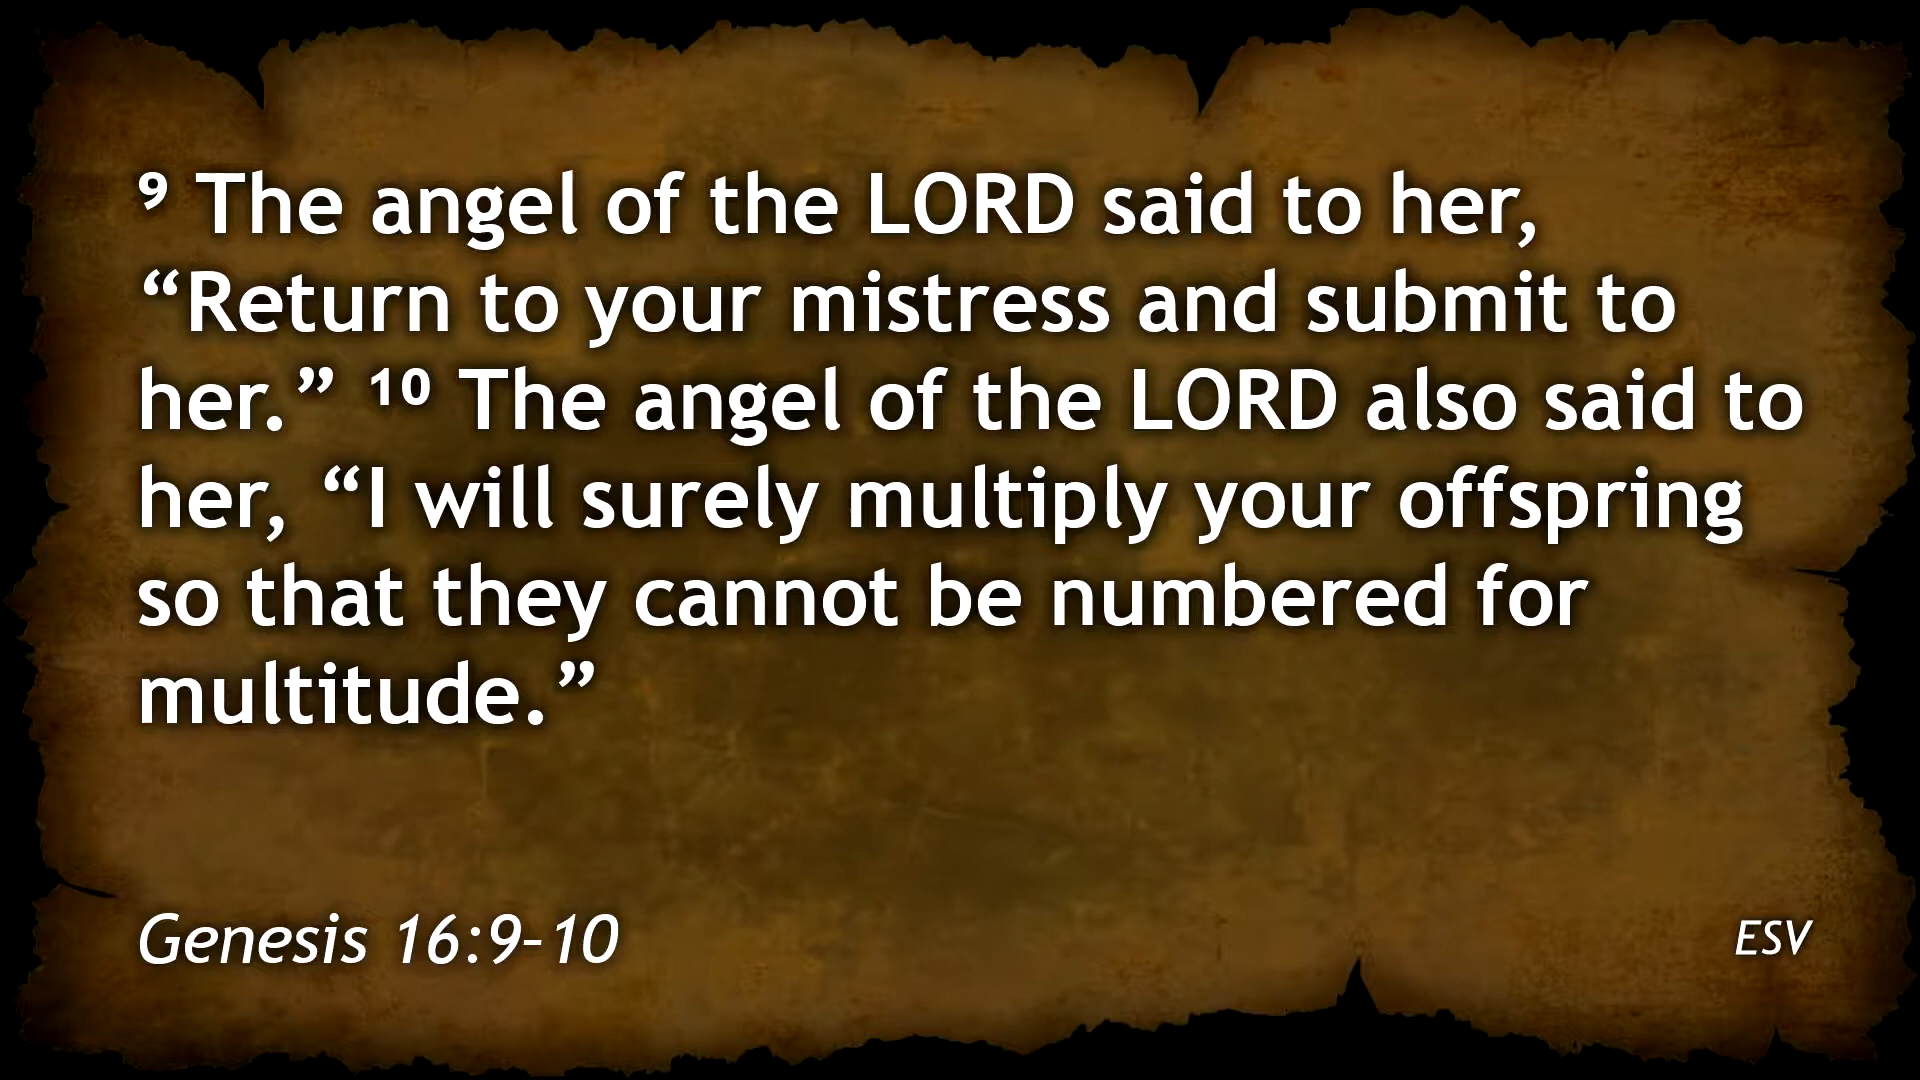 ⁹ The angel of the LORD said to her,
“Return to your mistress and submit to
her.” ¹⁰ The angel of the LORD also said to
her, “I will surely multiply your offspring
so that they cannot be numbered for
multitude.”
Genesis 16:9–10
ESV